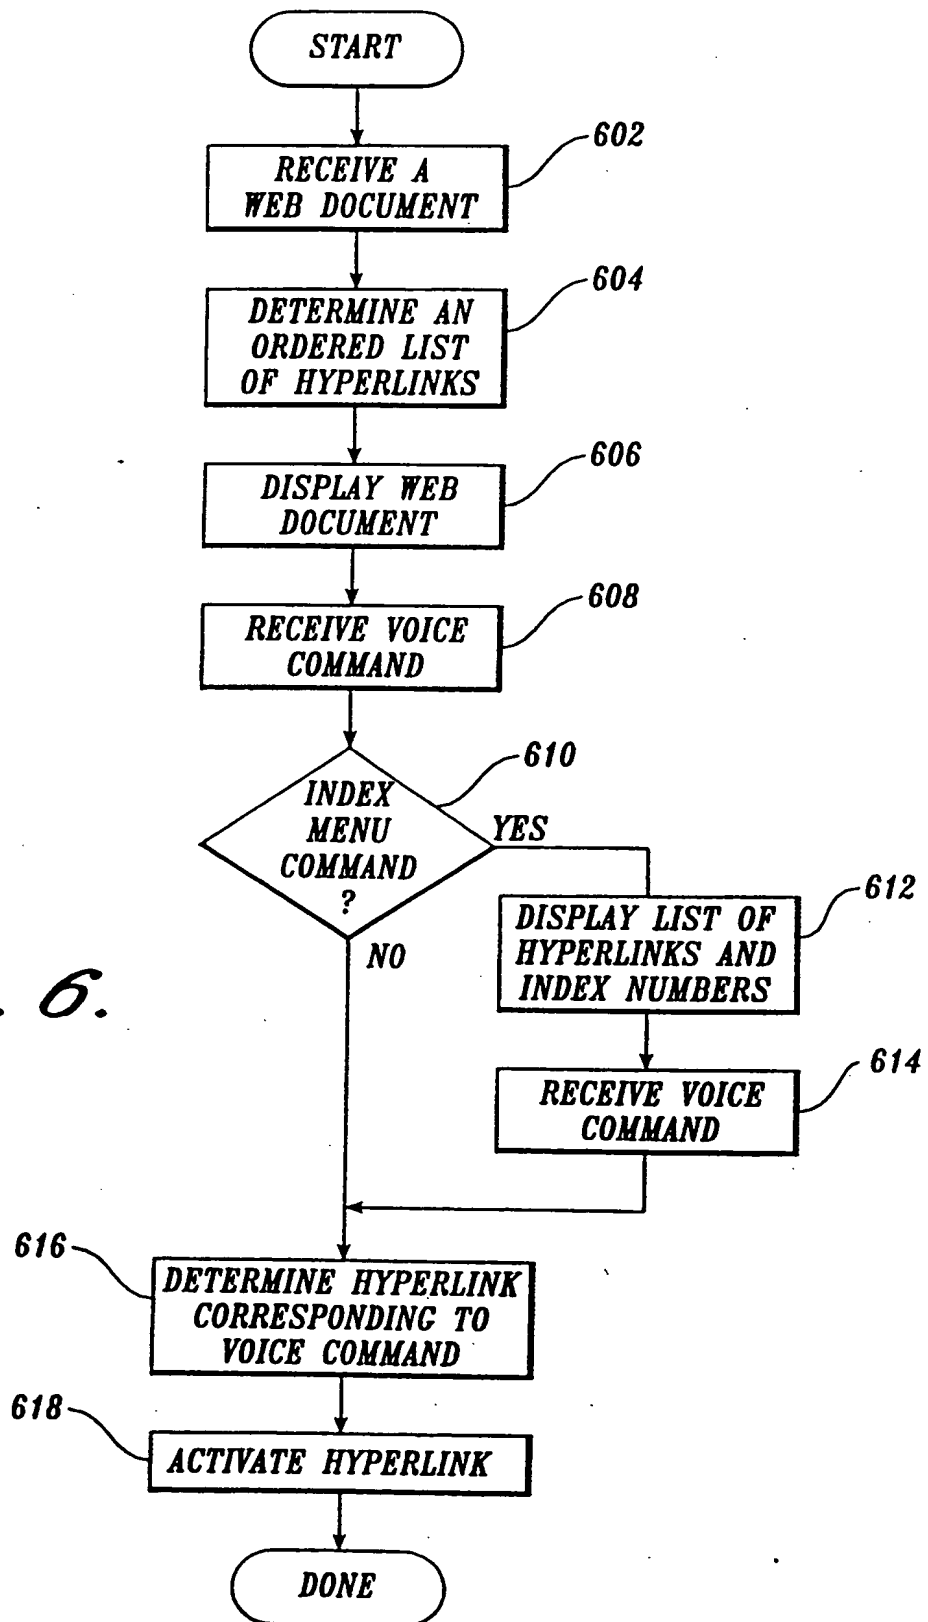 START
602
RECEIVE A
WEB DOCUMENT
604
DETERMINE AN
ORDERED LIST
OF HYPERLINKS
606
DISPLAY WEB
DOCUMENT
608
RECEIVE VOICE
COMMAND
610
INDEX
MENU
COMMAND
?
YES
NO
612
DISPLAY LIST OF
HYPERLINKS AND
INDEX NUMBERS
. 6.
614
RECEIVE VOICE
COMMAND
616
DETERMINE HYPERLINK
CORRESPONDING TO
VOICE COMMAND
618
ACTIVATE HYPERLINK
DONE